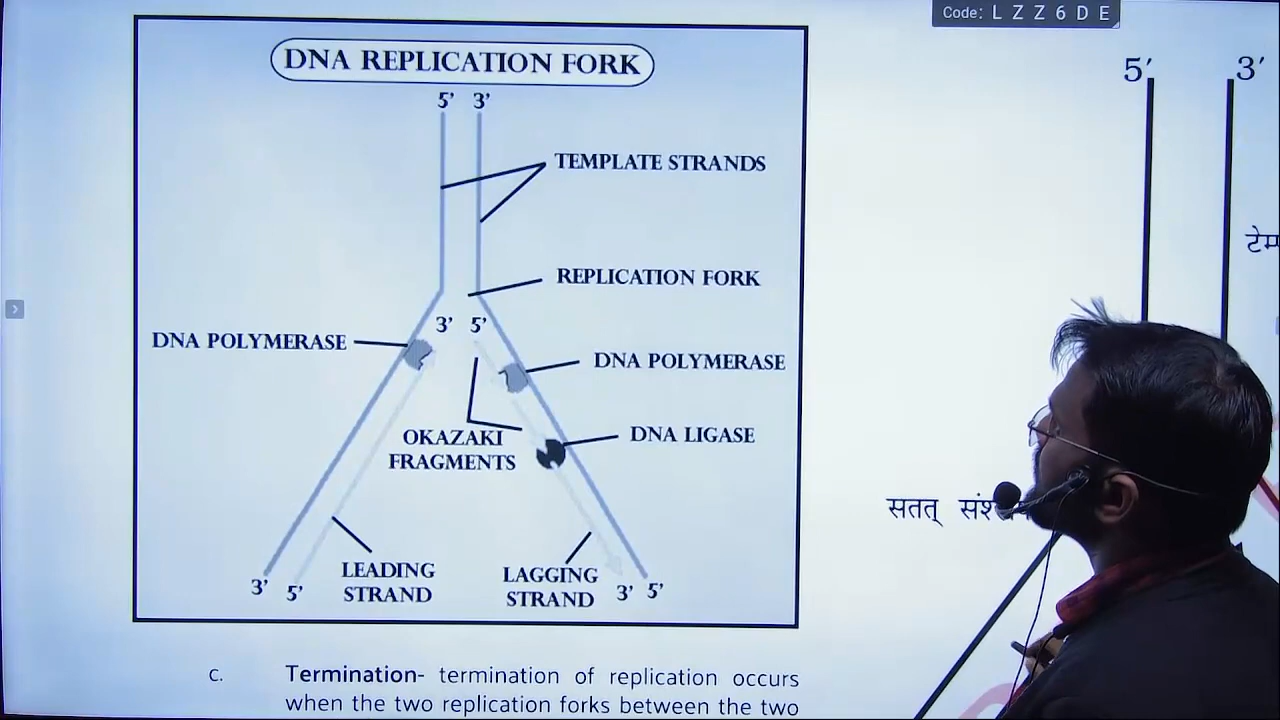 Code: L Z Z 6 D E
DNA REPLICATION FORK
5' 3'
TEMPLATE STRANDS
REPLICATION FORK
3' 5'
DNA POLYMERASE
DNA POLYMERASE
OKAZAKI
FRAGMENTS
DNA LIGASE
LEADING
STRAND
LAGGING
STRAND
3' 5'
3' 5'
c. Termination- termination of replication occurs
when the two replication forks between the two
5' 3'
सतत्